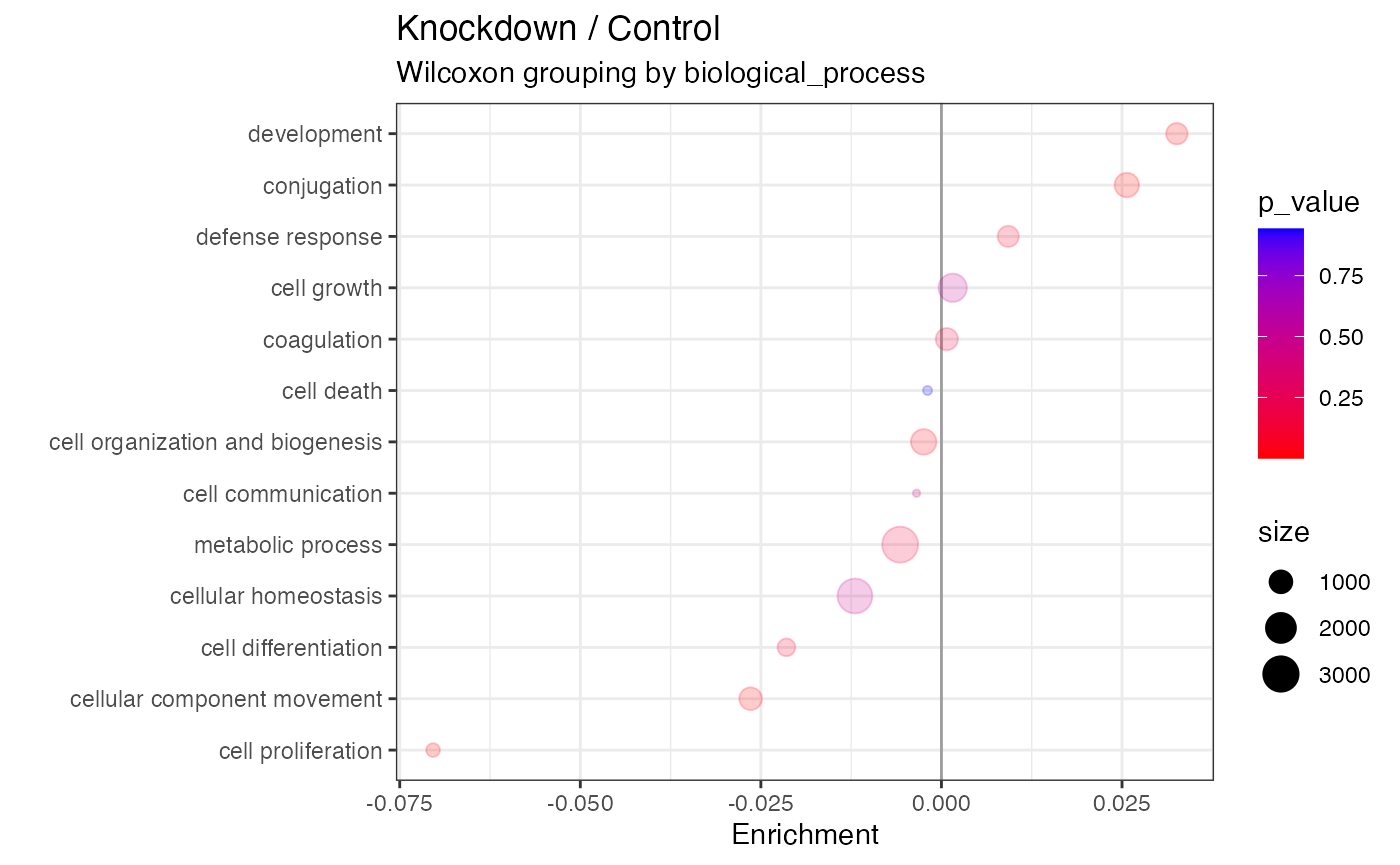 Knockdown / Control
Wilcoxon grouping by biological_process
development
conjugation
defense response
cell growth
coagulation
cell death
cell organization and biogenesis
cell communication
metabolic process
cellular homeostasis
cell differentiation
cellular component movement
cell proliferation
-0.075
-0.050
-0.025
0.000
0.025
Enrichment
p_value
0.75
0.50
0.25
size
1000
2000
3000